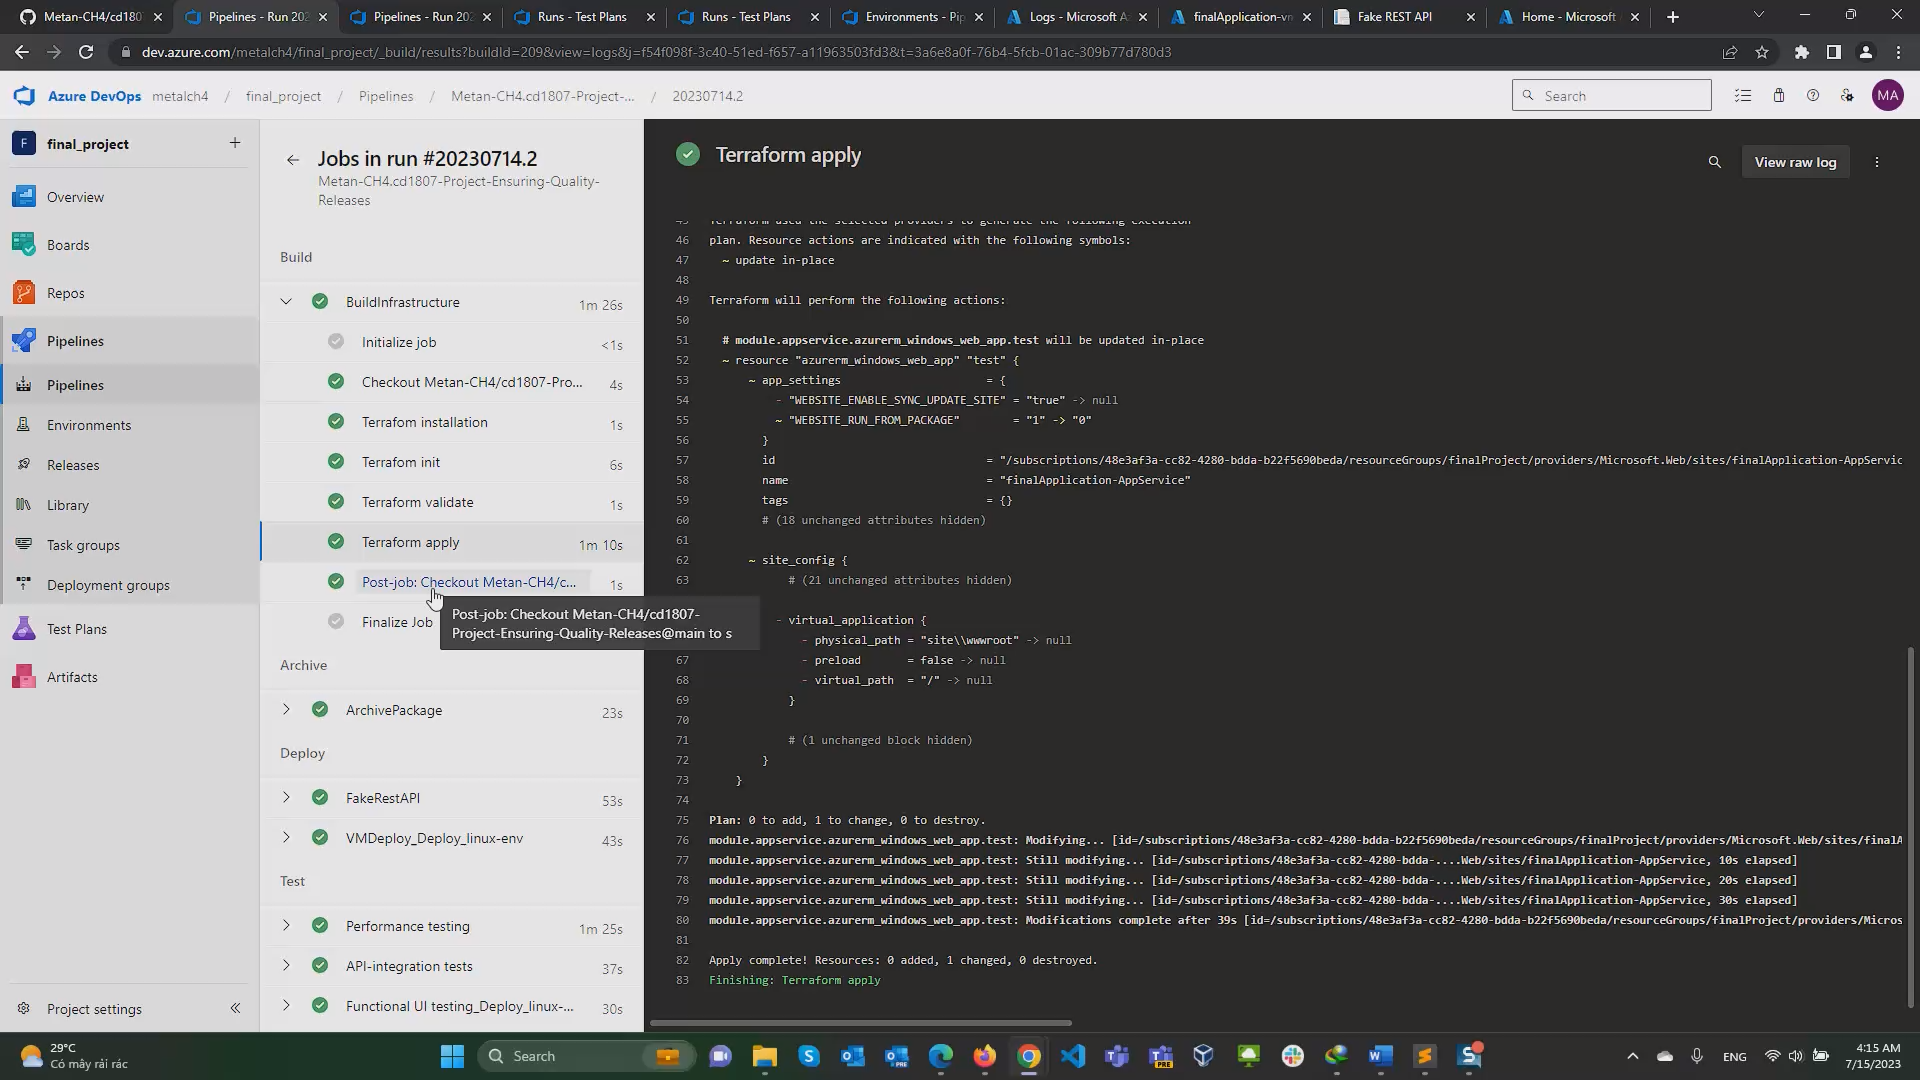 Metan-CH4/cd180
Pipelines - Run 202
Pipelines - Run 202
Runs - Test Plans
Runs - Test Plans
Environments - Pip
Logs - Microsoft A
finalApplication-vn
Fake REST API
Home - Microsoft
dev.azure.com/metalch4/final_project/_build/results?buildId=209&view=logs&j=f54f098f-3c40-51ed-f657-a11963503fd3&t=3a6e8a0f-76b4-5fcb-01ac-309b77d780d3
Azure DevOps metalch4 / final_project / Pipelines / Metan-CH4.cd1807-Project-... / 20230714.2
Search
MA
F final_project
Overview
Boards
Repos
Pipelines
Pipelines
Environments
Releases
Library
Task groups
Deployment groups
Test Plans
Artifacts
Project settings
Jobs in run #20230714.2
Metan-CH4.cd1807-Project-Ensuring-Quality-
Releases
Build
BuildInfrastructure 1m 26s
Initialize job <1s
Checkout Metan-CH4/cd1807-Pro... 4s
Terrafom installation 1s
Terrafom init 6s
Terraform validate 1s
Terraform apply 1m 10s
Post-job: Checkout Metan-CH4/c... 1s
Finalize Job
Post-job: Checkout Metan-CH4/cd1807-
Project-Ensuring-Quality-Releases@main to s
Archive
ArchivePackage 23s
Deploy
FakeRestAPI 53s
VMDeploy_Deploy_linux-env 43s
Test
Performance testing 1m 25s
API-integration tests 37s
Functional UI testing_Deploy_linux-... 30s
Terraform apply
View raw log
45 Terraform used the selected providers to generate the following execution
46 plan. Resource actions are indicated with the following symbols:
47 ~ update in-place
48
49 Terraform will perform the following actions:
50
51 # module.appservice.azurerm_windows_web_app.test will be updated in-place
52 ~ resource "azurerm_windows_web_app" "test" {
53 ~ app_settings = {
54 - "WEBSITE_ENABLE_SYNC_UPDATE_SITE" = "true" -> null
55 ~ "WEBSITE_RUN_FROM_PACKAGE" = "1" -> "0"
56 }
57 id = "/subscriptions/48e3af3a-cc82-4280-bdda-b22f5690beda/resourceGroups/finalProject/providers/Microsoft.Web/sites/finalApplication-AppServic
58 name = "finalApplication-AppService"
59 tags = {}
60 # (18 unchanged attributes hidden)
61
62 ~ site_config {
63 # (21 unchanged attributes hidden)
- virtual_application {
- physical_path = "site\\wwwroot" -> null
67 - preload = false -> null
68 - virtual_path = "/" -> null
69 }
70
71 # (1 unchanged block hidden)
72 }
73 }
74
75 Plan: 0 to add, 1 to change, 0 to destroy.
76 module.appservice.azurerm_windows_web_app.test: Modifying... [id=/subscriptions/48e3af3a-cc82-4280-bdda-b22f5690beda/resourceGroups/finalProject/providers/Microsoft.Web/sites/finalA
77 module.appservice.azurerm_windows_web_app.test: Still modifying... [id=/subscriptions/48e3af3a-cc82-4280-bdda-....Web/sites/finalApplication-AppService, 10s elapsed]
78 module.appservice.azurerm_windows_web_app.test: Still modifying... [id=/subscriptions/48e3af3a-cc82-4280-bdda-....Web/sites/finalApplication-AppService, 20s elapsed]
79 module.appservice.azurerm_windows_web_app.test: Still modifying... [id=/subscriptions/48e3af3a-cc82-4280-bdda-....Web/sites/finalApplication-AppService, 30s elapsed]
80 module.appservice.azurerm_windows_web_app.test: Modifications complete after 39s [id=/subscriptions/48e3af3a-cc82-4280-bdda-b22f5690beda/resourceGroups/finalProject/providers/Micros
81
82 Apply complete! Resources: 0 added, 1 changed, 0 destroyed.
83 Finishing: Terraform apply
29°C
Có mây rải rác
Search
ENG
4:15 AM
7/15/2023